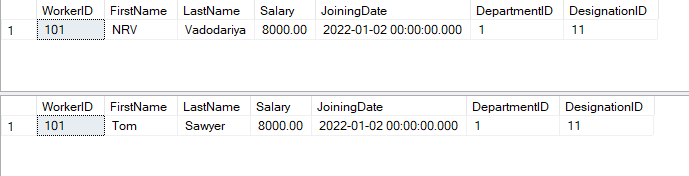 WorkerID FirstName LastName Salary JoiningDate DepartmentID DesignationID
1 101 NRV Vadodariya 8000.00 2022-01-02 00:00:00.000 1 11
WorkerID FirstName LastName Salary JoiningDate DepartmentID DesignationID
1 101 Tom Sawyer 8000.00 2022-01-02 00:00:00.000 1 11